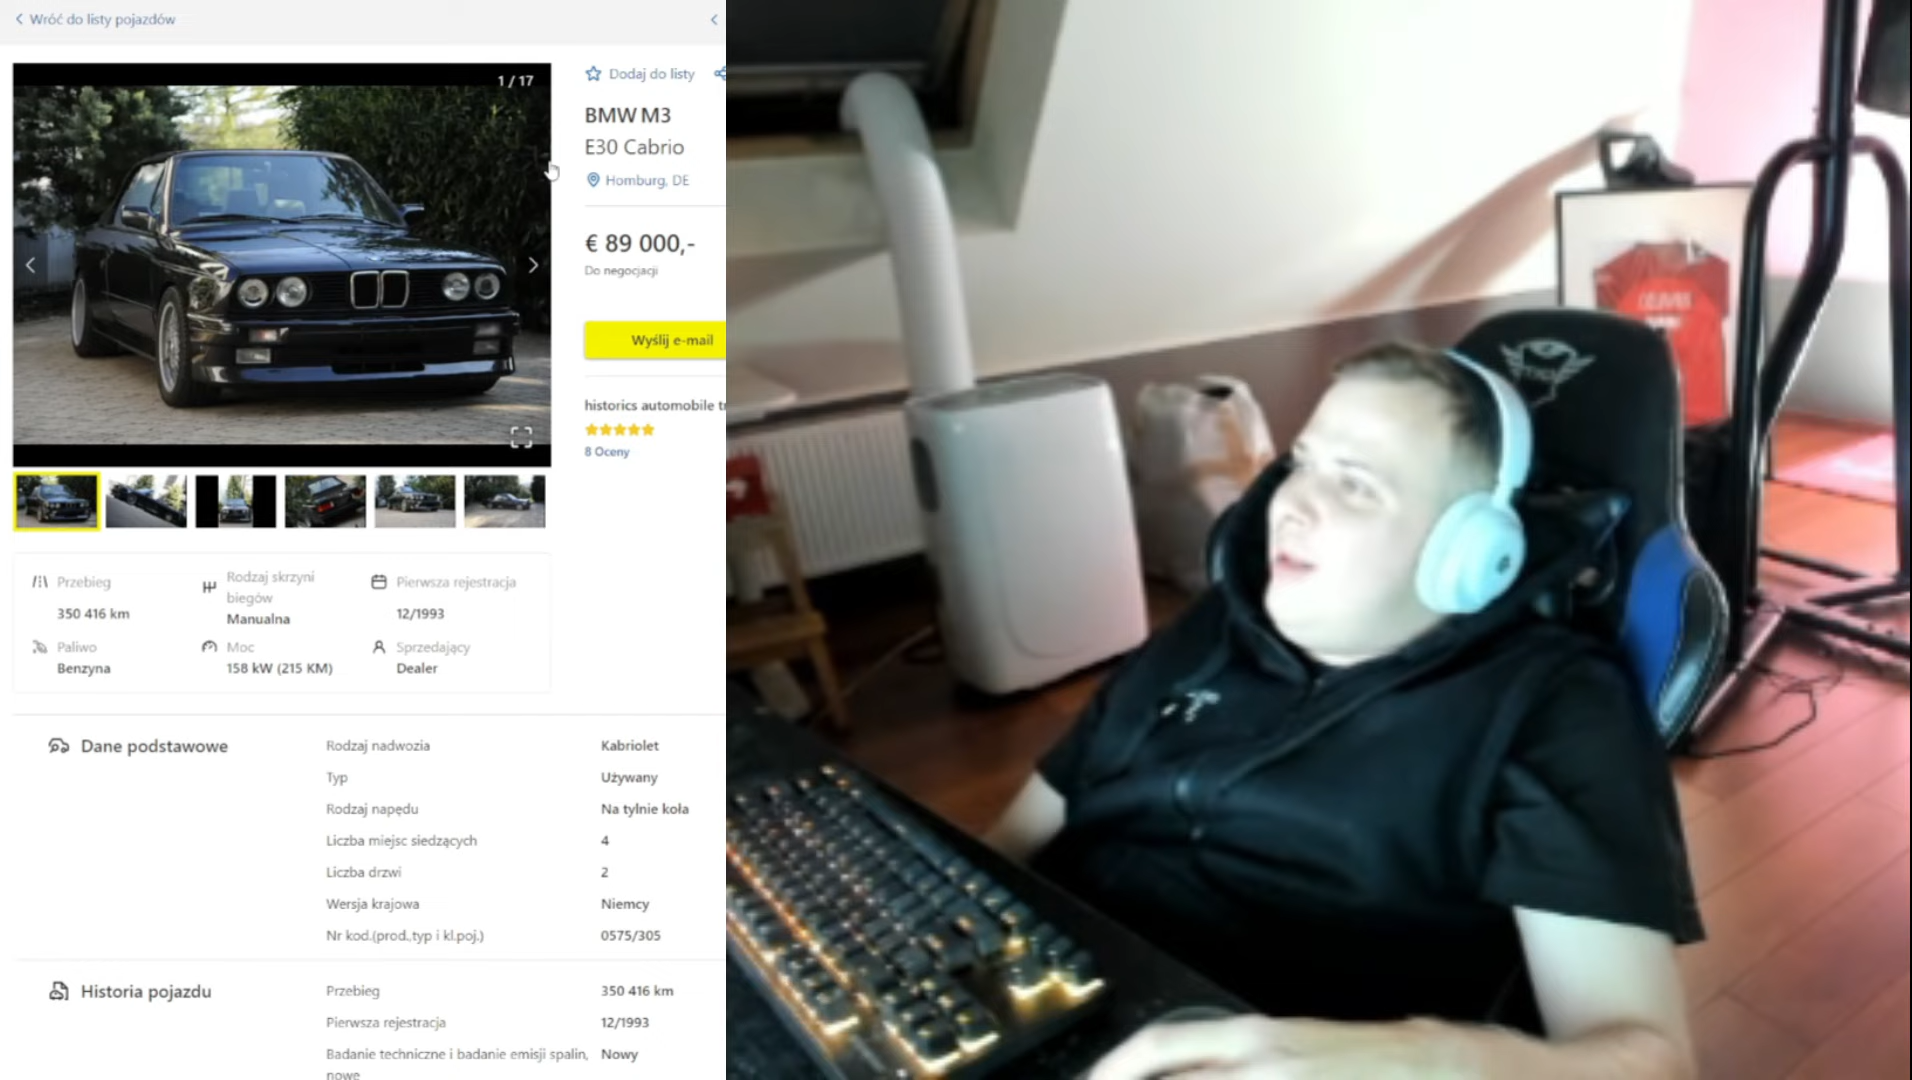 Wróć do listy pojazdów
1 / 17
Dodaj do listy
BMW M3
E30 Cabrio
Homburg, DE
€ 89 000,-
Do negocjacji
Wyślij e-mail
historics automobile
8 Oceny
Przebieg
350 416 km
Rodzaj skrzyni
biegów
Manualna
Pierwsza rejestracja
12/1993
Paliwo
Benzyna
Moc
158 kW (215 KM)
Sprzedający
Dealer
Dane podstawowe
Rodzaj nadwozia Kabriolet
Typ Używany
Rodzaj napędu Na tylnie koła
Liczba miejsc siedzących 4
Liczba drzwi 2
Wersja krajowa Niemcy
Nr kod.(prod.,typ i kl.poj.) 0575/305
Historia pojazdu
Przebieg 350 416 km
Pierwsza rejestracja 12/1993
Badanie techniczne i badanie emisji spalin, Nowy
nowe